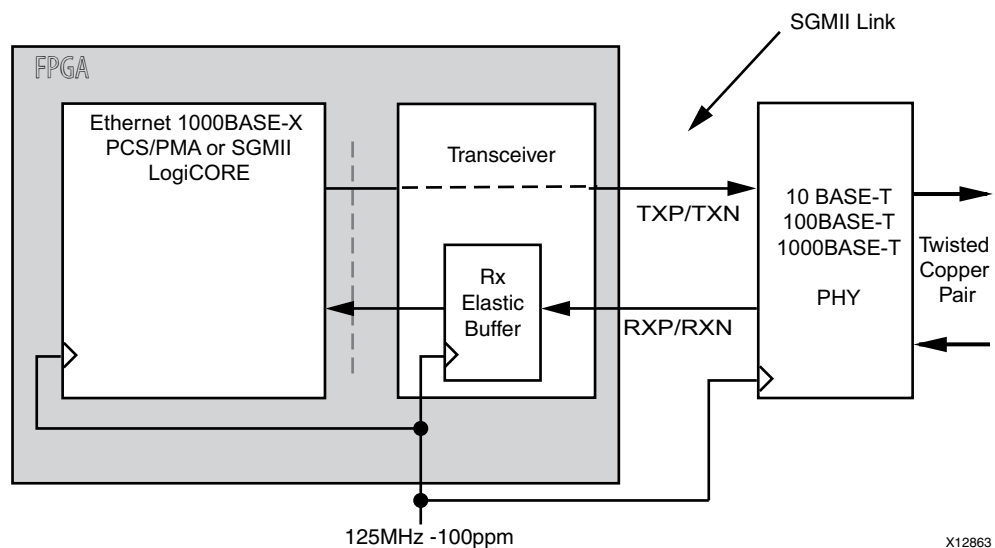 SGMII Link
FPGA
Ethernet 1000BASE-X
PCS/PMA or SGMII
LogiCORE
Transceiver
TXP/TXN
10 BASE-T
100BASE-T
1000BASE-T
PHY
Twisted
Copper
Pair
Rx
Elastic
Buffer
RXP/RXN
125MHz -100ppm
X12863